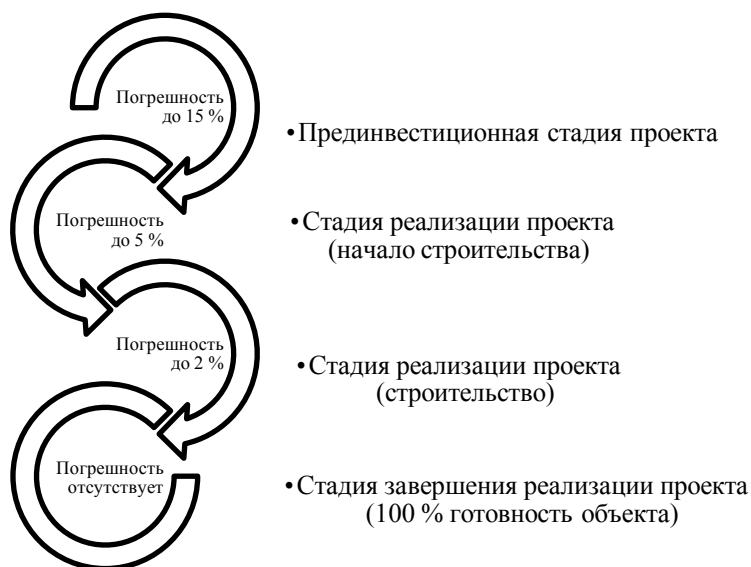 Погрешность
до 15 %
•Прединвестиционная стадия проекта
Погрешность
до 5 %
•Стадия реализации проекта
(начало строительства)
Погрешность
до 2 %
•Стадия реализации проекта
(строительство)
Погрешность
отсутствует
•Стадия завершения реализации проекта
(100 % готовность объекта)